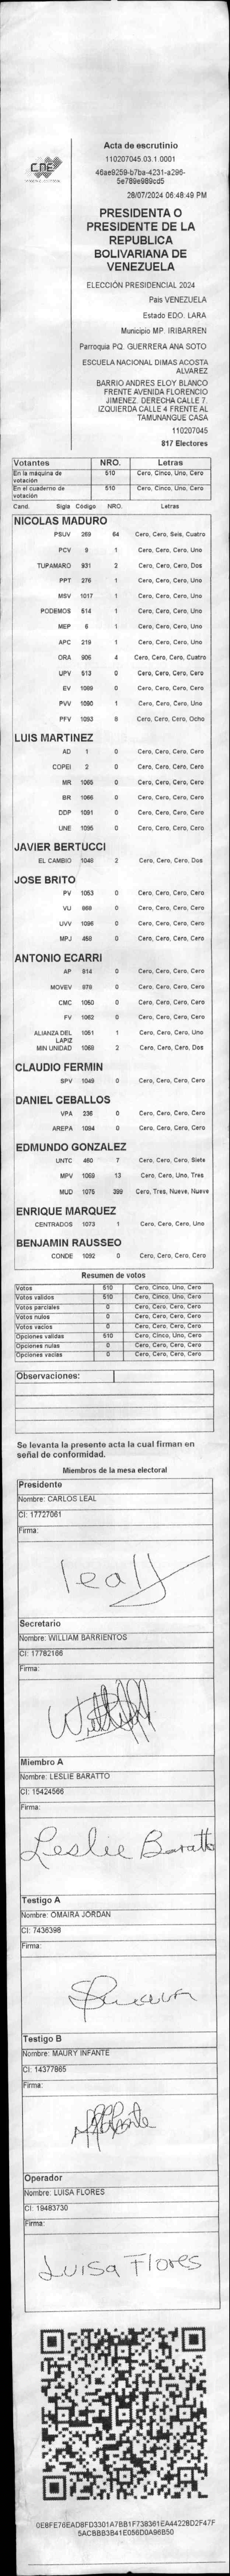 CNE
Acta de escrutinio
110207045.03.1.0001
46ae9259-b7ba-4231-a296-
5e789e989cd5
28/07/2024 06:48:49 PM
PRESIDENTA O
PRESIDENTE DE LA
REPUBLICA
BOLIVARIANA DE
VENEZUELA
ELECCIÓN PRESIDENCIAL 2024
Pais VENEZUELA
Estado EDO. LARA
Municipio MP. IRIBARREN
Parroquia PQ. GUERRERA ANA SOTO
ESCUELA NACIONAL DIMAS ACOSTA
ALVAREZ
BARRIO ANDRES ELOY BLANCO
FRENTE AVENIDA FLORENCIO
JIMENEZ. DERECHA CALLE 7.
IZQUIERDA CALLE 4 FRENTE AL
TAMANUNGUE CASA
110207045
817 Electores
Votantes NRO. Letras
En la máquina de votación 510 Cero, Cinco, Uno, Cero
En el cuaderno de votación 510 Cero, Cinco, Uno, Cero
Cand. Sigla Codigo NRO. Letras
NICOLAS MADURO
PSUV 269 64 Cero, Cero, Seis, Cuatro
PCV 9 1 Cero, Cero, Cero, Uno
TUPAMARO 931 2 Cero, Cero, Cero, Dos
PPT 276 1 Cero, Cero, Cero, Uno
MSV 1017 1 Cero, Cero, Cero, Uno
PODEMOS 514 1 Cero, Cero, Cero, Uno
MEP 6 1 Cero, Cero, Cero, Uno
APC 219 1 Cero, Cero, Cero, Uno
ORA 906 4 Cero, Cero, Cero, Cuatro
UPV 513 0 Cero, Cero, Cero, Cero
EV 1089 0 Cero, Cero, Cero, Cero
PVV 1090 1 Cero, Cero, Cero, Uno
PFV 1093 8 Cero, Cero, Cero, Ocho
LUIS MARTINEZ
AD 1 0 Cero, Cero, Cero, Cero
COPEI 2 0 Cero, Cero, Cero, Cero
MR 1065 0 Cero, Cero, Cero, Cero
BR 1066 0 Cero, Cero, Cero, Cero
DDP 1091 0 Cero, Cero, Cero, Cero
UNE 1095 0 Cero, Cero, Cero, Cero
JAVIER BERTUCCI
EL CAMBIO 1048 2 Cero, Cero, Cero, Dos
JOSE BRITO
PV 1053 0 Cero, Cero, Cero, Cero
VU 868 0 Cero, Cero, Cero, Cero
UVV 1096 0 Cero, Cero, Cero, Cero
MPJ 458 0 Cero, Cero, Cero, Cero
ANTONIO ECARRI
AP 814 0 Cero, Cero, Cero, Cero
MOVEV 879 0 Cero, Cero, Cero, Cero
CMC 1050 0 Cero, Cero, Cero, Cero
FV 1062 0 Cero, Cero, Cero, Cero
ALIANZA DEL LAPIZ 1051 1 Cero, Cero, Cero, Uno
MIN UNIDAD 1068 2 Cero, Cero, Cero, Dos
CLAUDIO FERMIN
SPV 1049 0 Cero, Cero, Cero, Cero
DANIEL CEBALLOS
VPA 236 0 Cero, Cero, Cero, Cero
AREPA 1094 0 Cero, Cero, Cero, Cero
EDMUNDO GONZALEZ
UNTC 460 7 Cero, Cero, Cero, Siete
MPV 1069 13 Cero, Cero, Uno, Tres
MUD 1075 399 Cero, Tres, Nueve, Nueve
ENRIQUE MARQUEZ
CENTRADOS 1073 1 Cero, Cero, Cero, Uno
BENJAMIN RAUSSEO
CONDE 1092 0 Cero, Cero, Cero, Cero
Resumen de votos
Votos 510 Cero, Cinco, Uno, Cero
Votos validos 510 Cero, Cinco, Uno, Cero
Votos parciales 0 Cero, Cero, Cero, Cero
Votos nulos 0 Cero, Cero, Cero, Cero
Votos vacios 0 Cero, Cero, Cero, Cero
Opciones validas 510 Cero, Cinco, Uno, Cero
Opciones nulas 0 Cero, Cero, Cero, Cero
Opciones vacias 0 Cero, Cero, Cero, Cero
Observaciones:
Se levanta la presente acta la cual firman en
señal de conformidad.
Miembros de la mesa electoral
Presidente
Nombre: CARLOS LEAL
CI: 17727061
Firma:
leal
Secretario
Nombre: WILLIAM BARRIENTOS
CI: 17782166
Firma:
Miembro A
Nombre: LESLIE BARATTO
CI: 15424566
Firma:
Leslie Baratto
Testigo A
Nombre: OMAIRA JORDAN
CI: 7436398
Firma:
Testigo B
Nombre: MAURY INFANTE
CI: 14377865
Firma:
Operador
Nombre: LUISA FLORES
CI: 19483730
Firma:
Luisa Flores
0E8FE76EAD8FD3301A7BB1F738361EA44228D2F47F
5ACBBB3B41E056D0A96B50